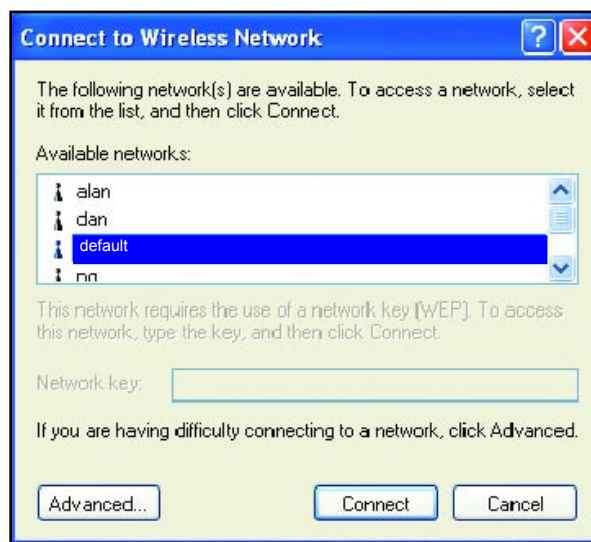 Connect to Wireless Network
?
The following network(s) are available. To access a network, select
it from the list, and then click Connect.
Available networks:
alan
dan
default
This network requires the use of a network key (WEP). To access
this network, type the key, and then click Connect.
Network key:
If you are having difficulty connecting to a network, click Advanced.
Advanced...
Connect
Cancel